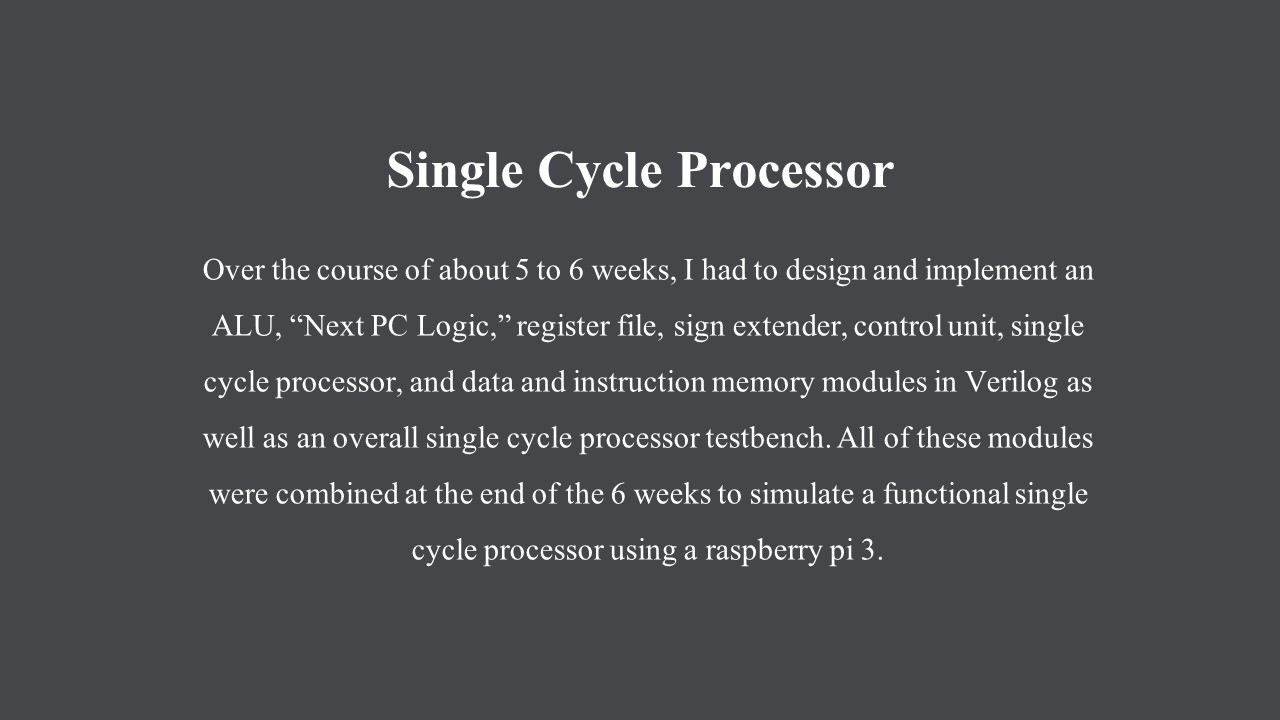 Single Cycle Processor
Over the course of about 5 to 6 weeks, I had to design and implement an
ALU, “Next PC Logic,” register file, sign extender, control unit, single
cycle processor, and data and instruction memory modules in Verilog as
well as an overall single cycle processor testbench. All of these modules
were combined at the end of the 6 weeks to simulate a functional single
cycle processor using a raspberry pi 3.